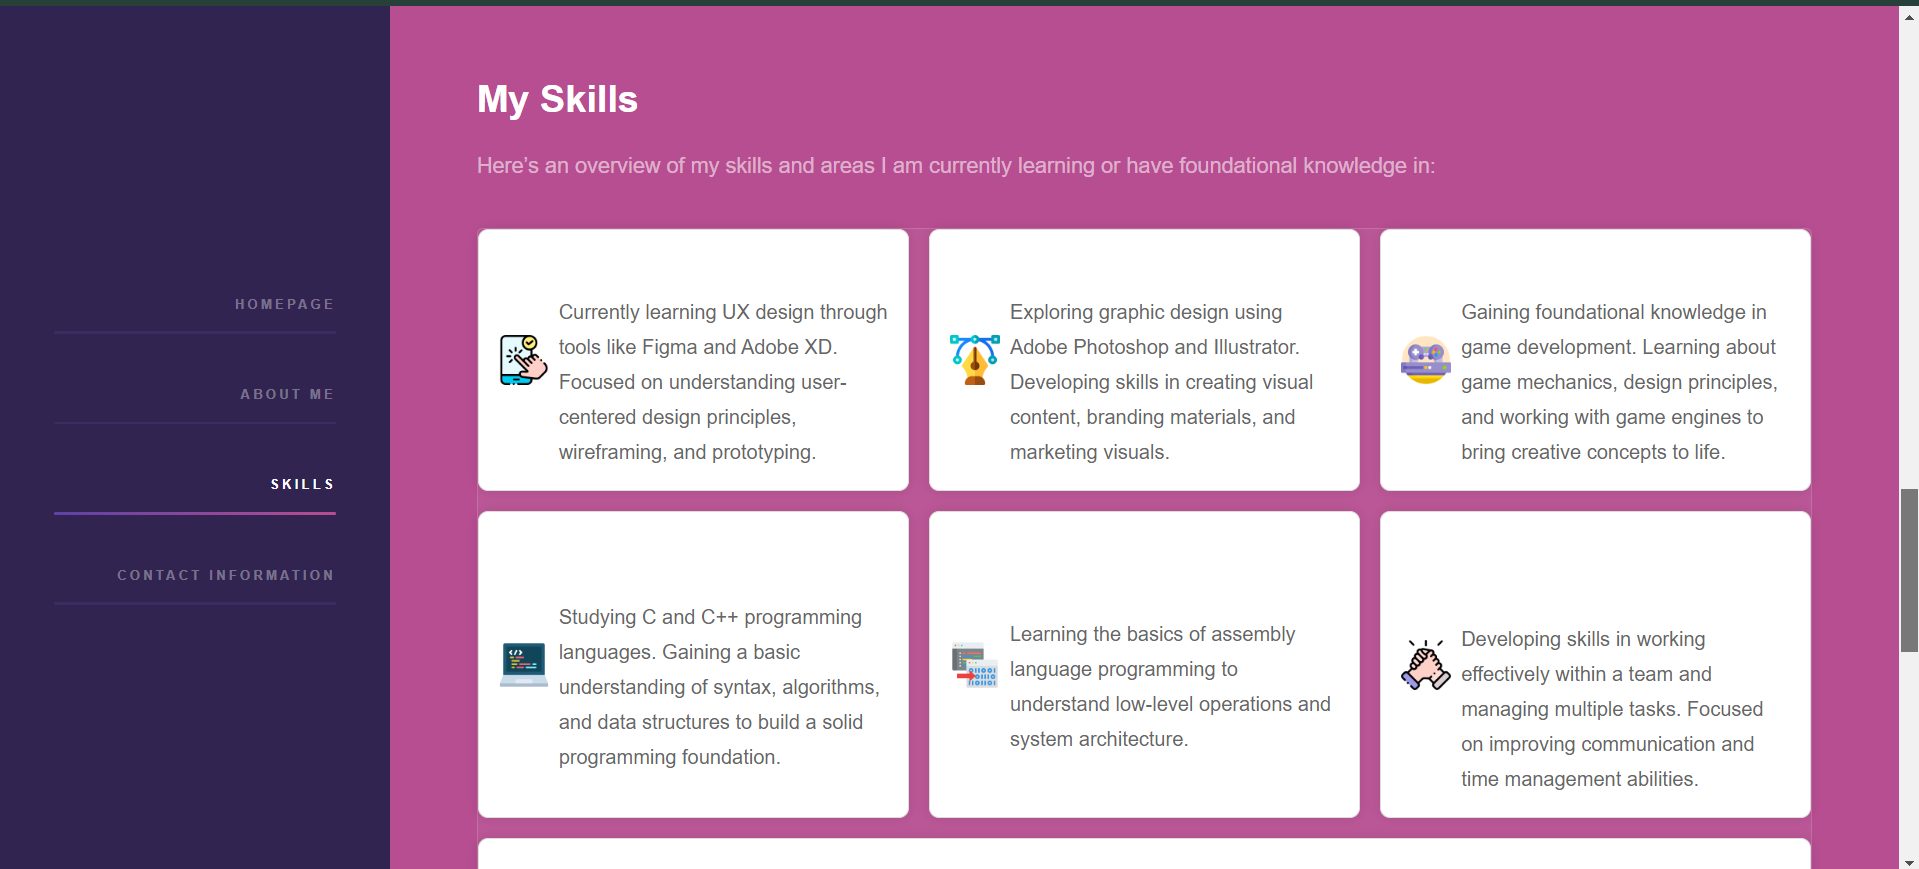 My Skills
Here's an overview of my skills and areas I am currently learning or have foundational knowledge in:
HOMEPAGE
ABOUT ME
SKILLS
CONTACT INFORMATION
Currently learning UX design through
tools like Figma and Adobe XD.
Focused on understanding user-
centered design principles,
wireframing, and prototyping.
Exploring graphic design using
Adobe Photoshop and Illustrator.
Developing skills in creating visual
content, branding materials, and
marketing visuals.
Gaining foundational knowledge in
game development. Learning about
game mechanics, design principles,
and working with game engines to
bring creative concepts to life.
Studying C and C++ programming
languages. Gaining a basic
understanding of syntax, algorithms,
and data structures to build a solid
programming foundation.
Learning the basics of assembly
language programming to
understand low-level operations and
system architecture.
Developing skills in working
effectively within a team and
managing multiple tasks. Focused
on improving communication and
time management abilities.